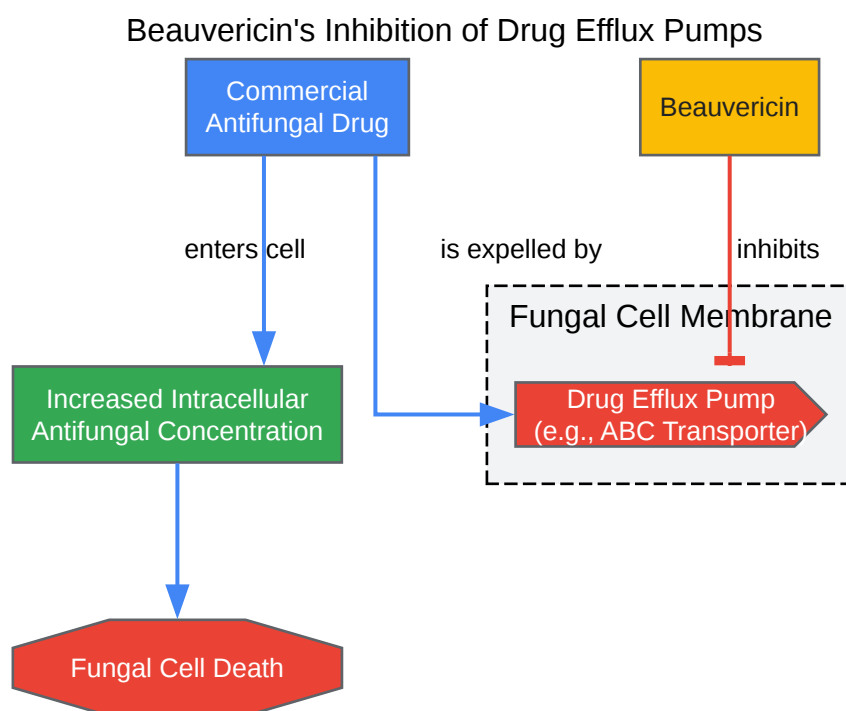 Beauvericin's Inhibition of Drug Efflux Pumps
Commercial
Antifungal Drug
Beauvericin
enters cell
is expelled by
inhibits
Fungal Cell Membrane
Increased Intracellular
Antifungal Concentration
Drug Efflux Pump
(e.g., ABC Transporter)
Fungal Cell Death